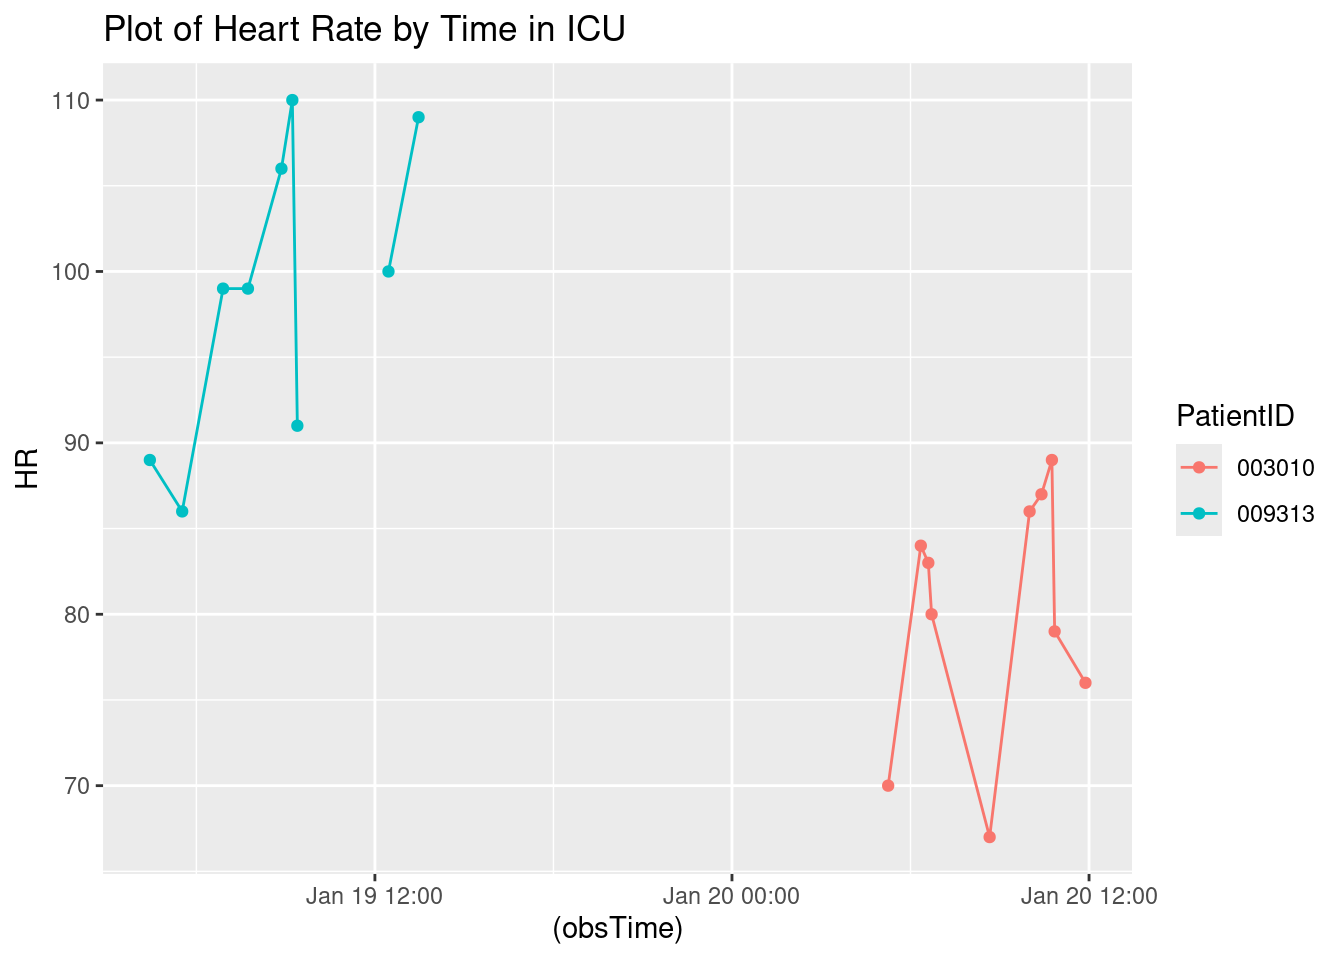 Plot of Heart Rate by Time in ICU
110
100
90
80
70
HR
Jan 19 12:00
Jan 20 00:00
Jan 20 12:00
(obsTime)
PatientID
003010
009313